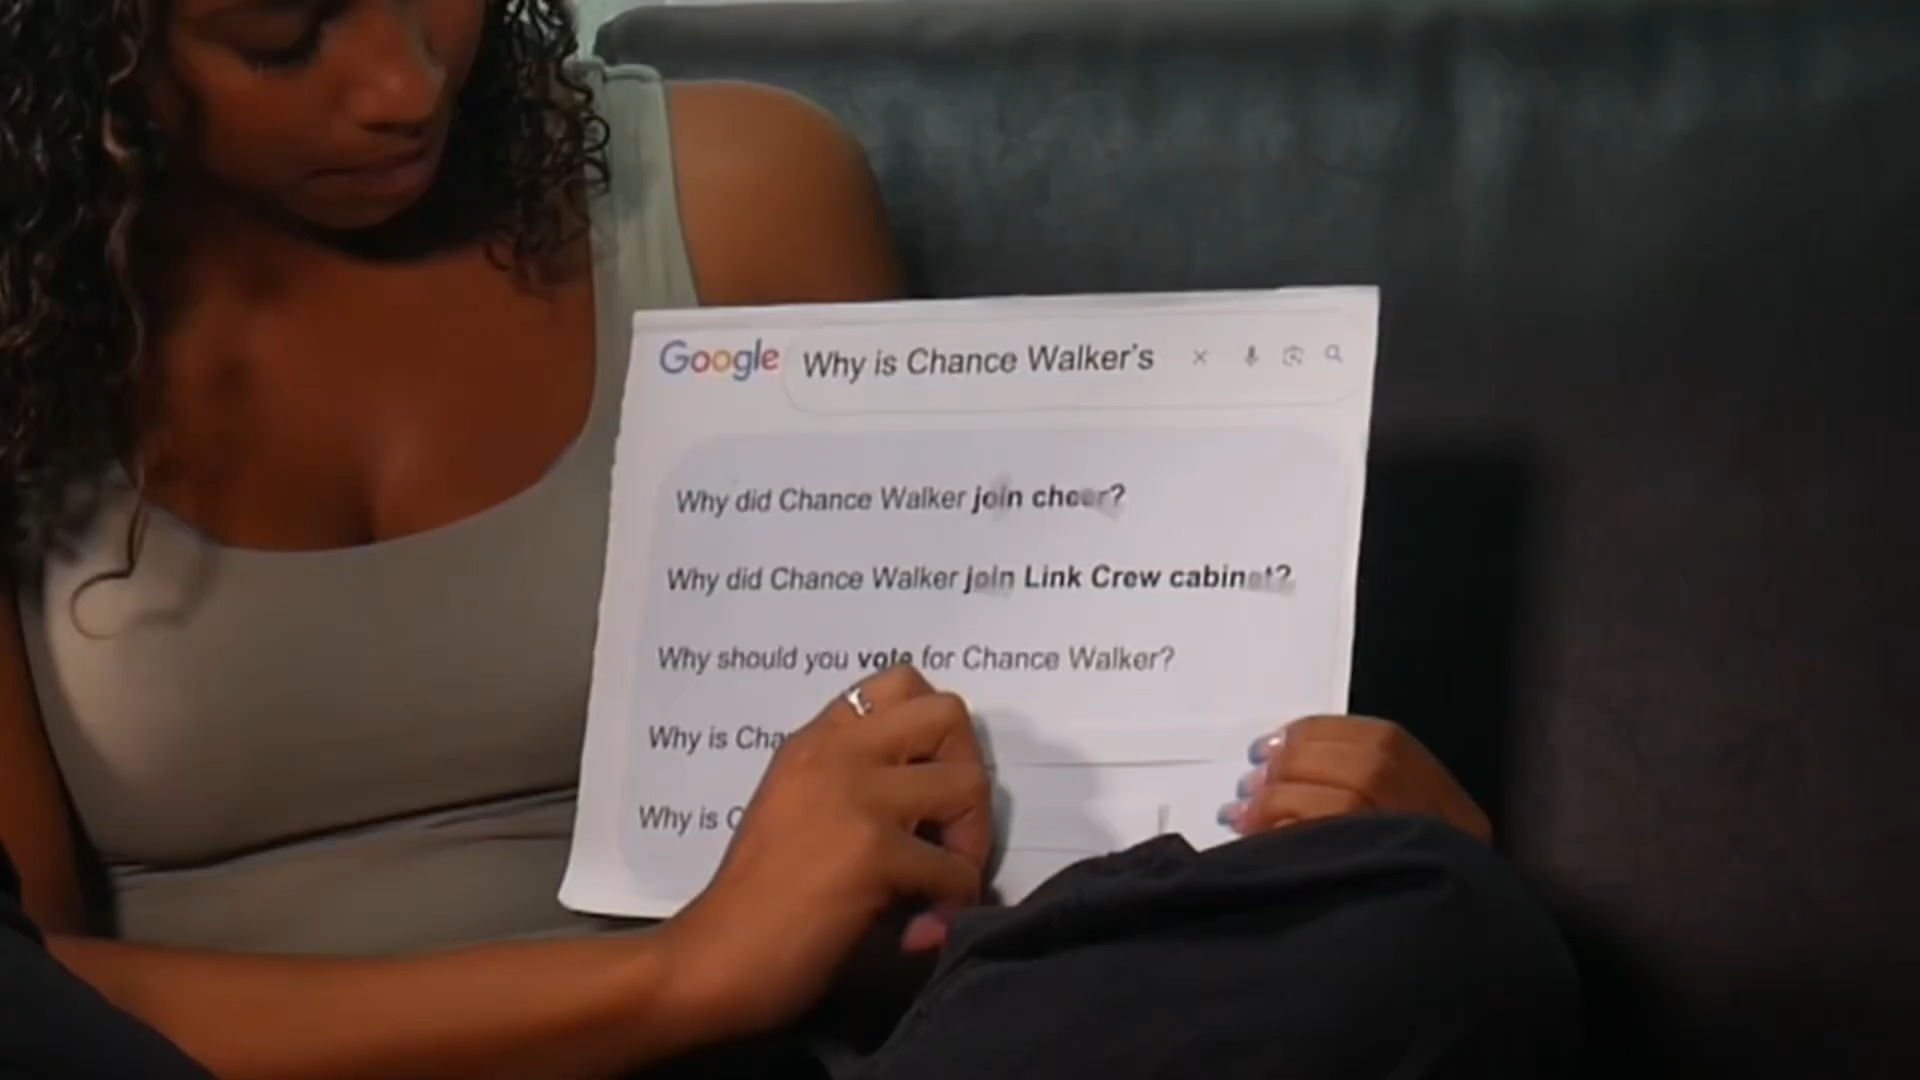 Google Why is Chance Walker's
Why did Chance Walker join cheer?
Why did Chance Walker join Link Crew cabinet?
Why should you vote for Chance Walker?
Why is
Why is